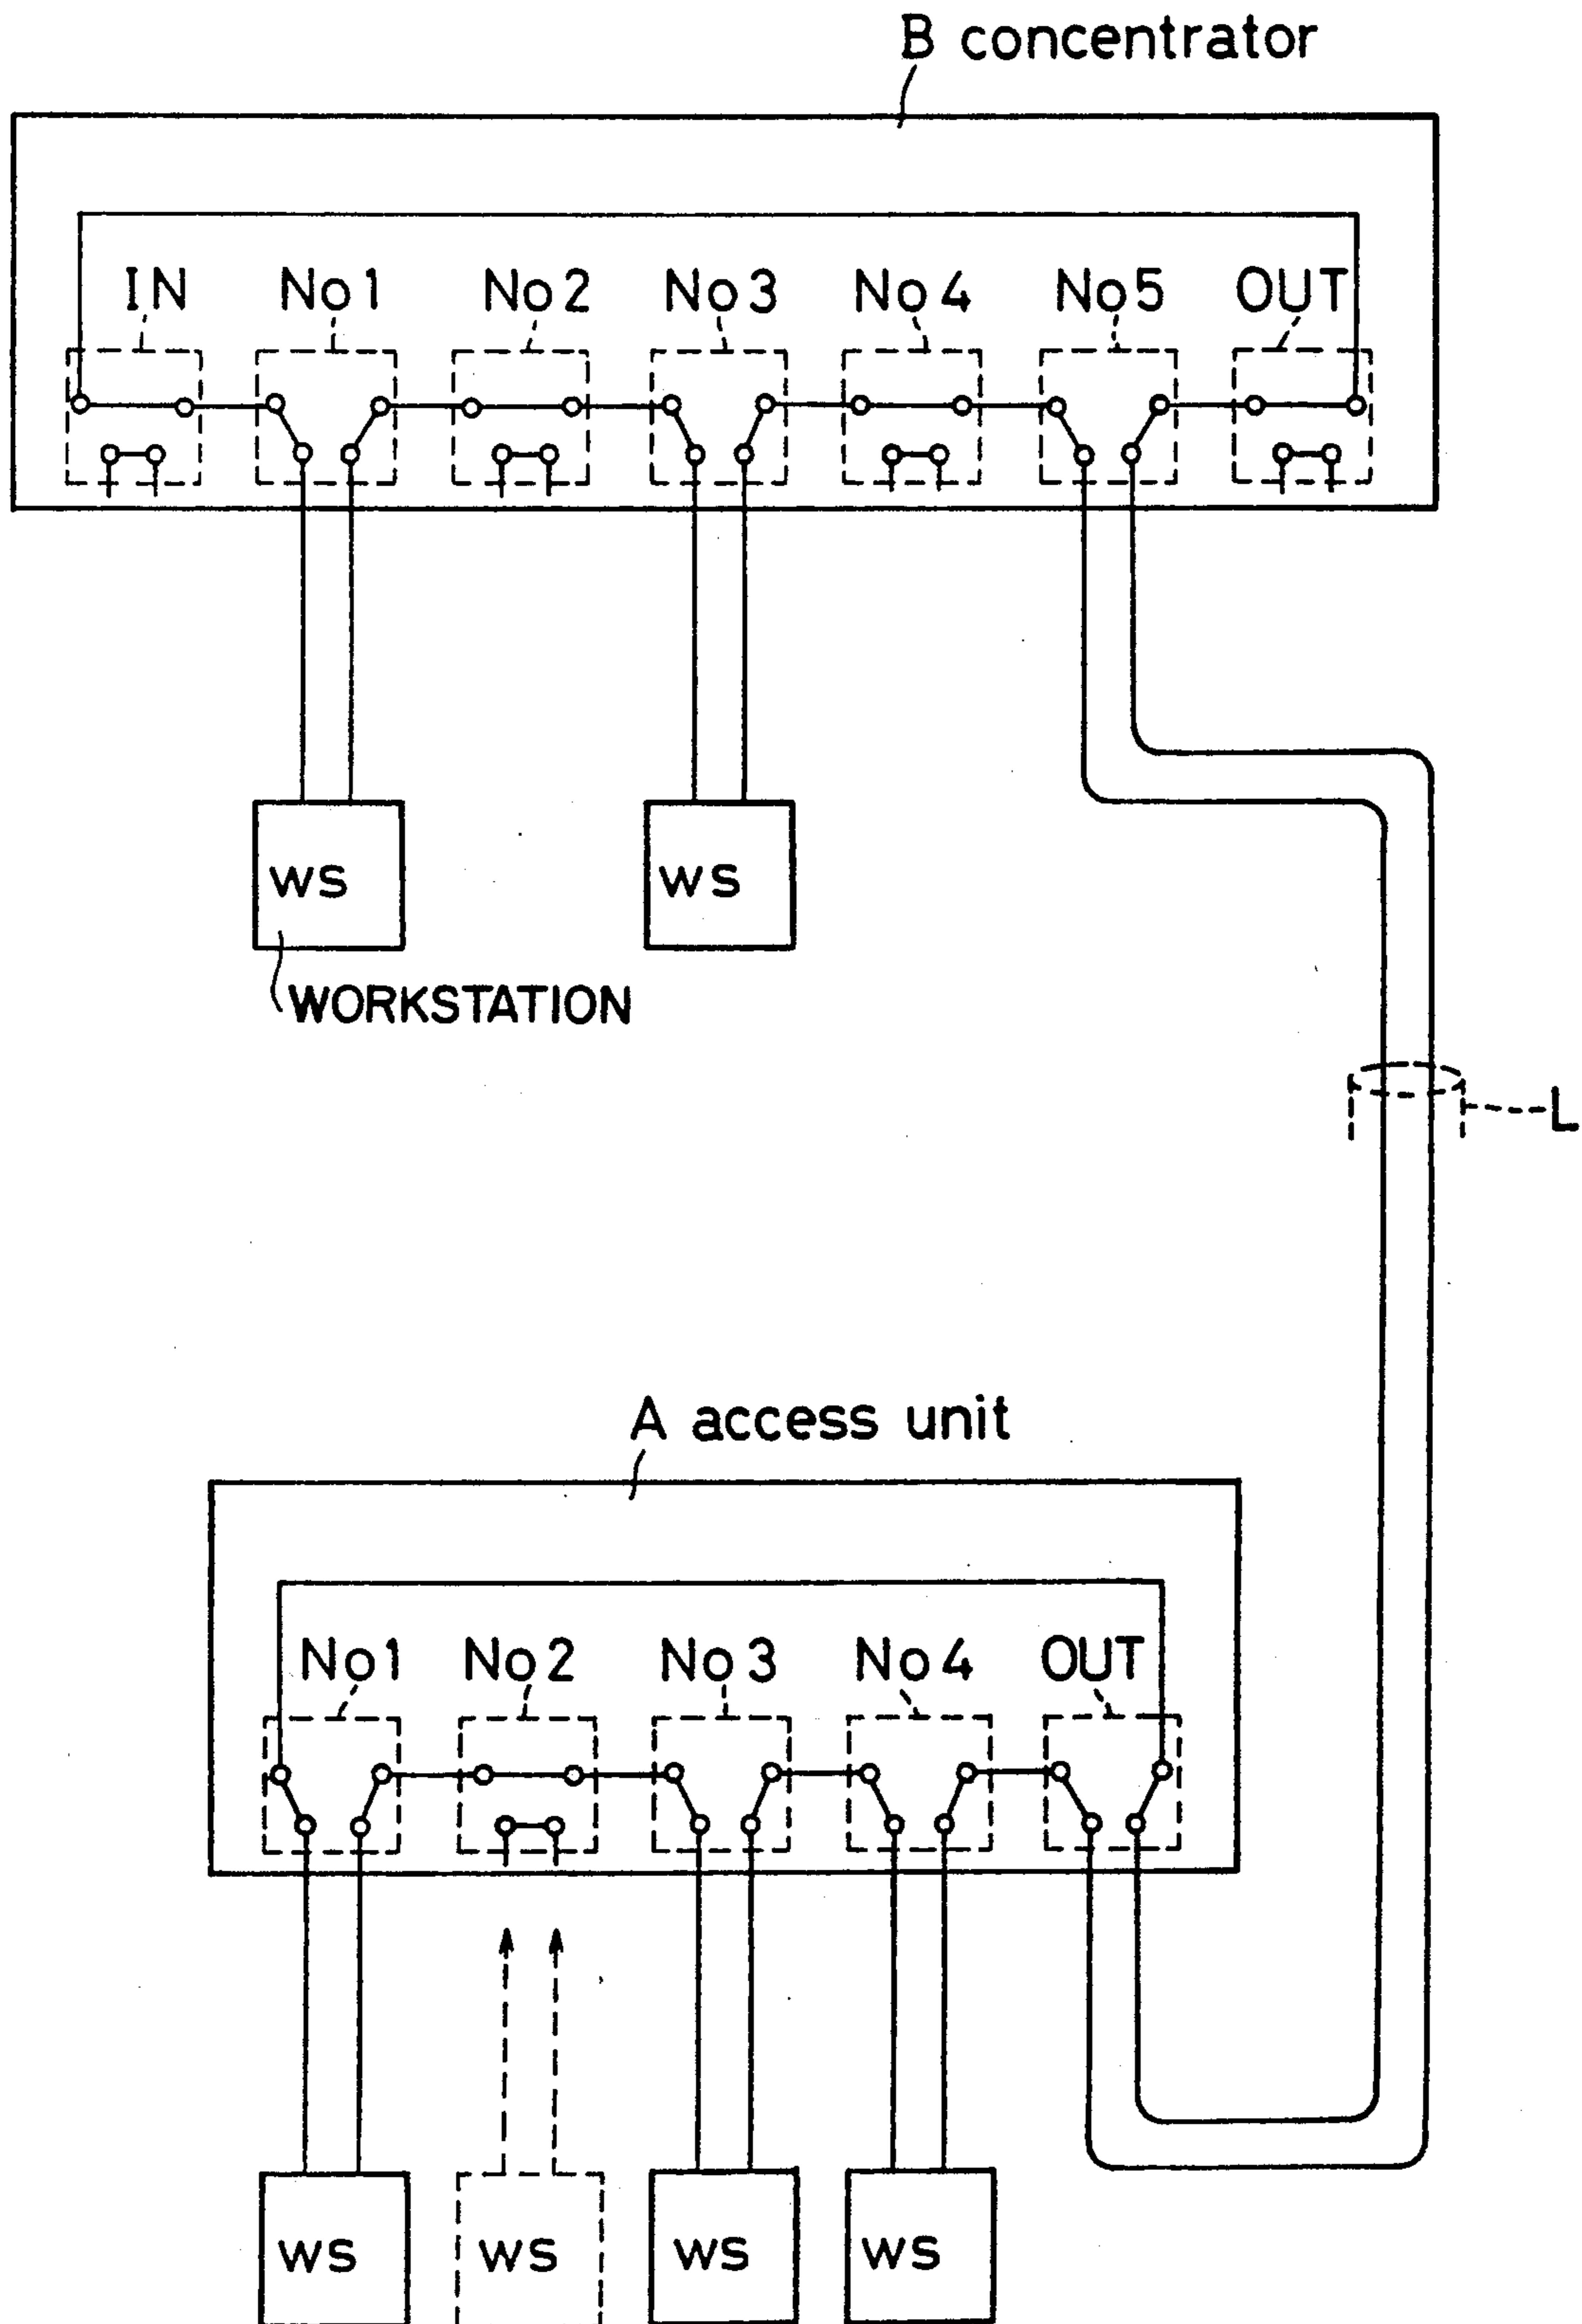 B concentrator
IN No1 No2 No3 No4 No5 OUT
WS WS
WORKSTATION
L
A access unit
No1 No2 No3 No4 OUT
WS WS WS WS